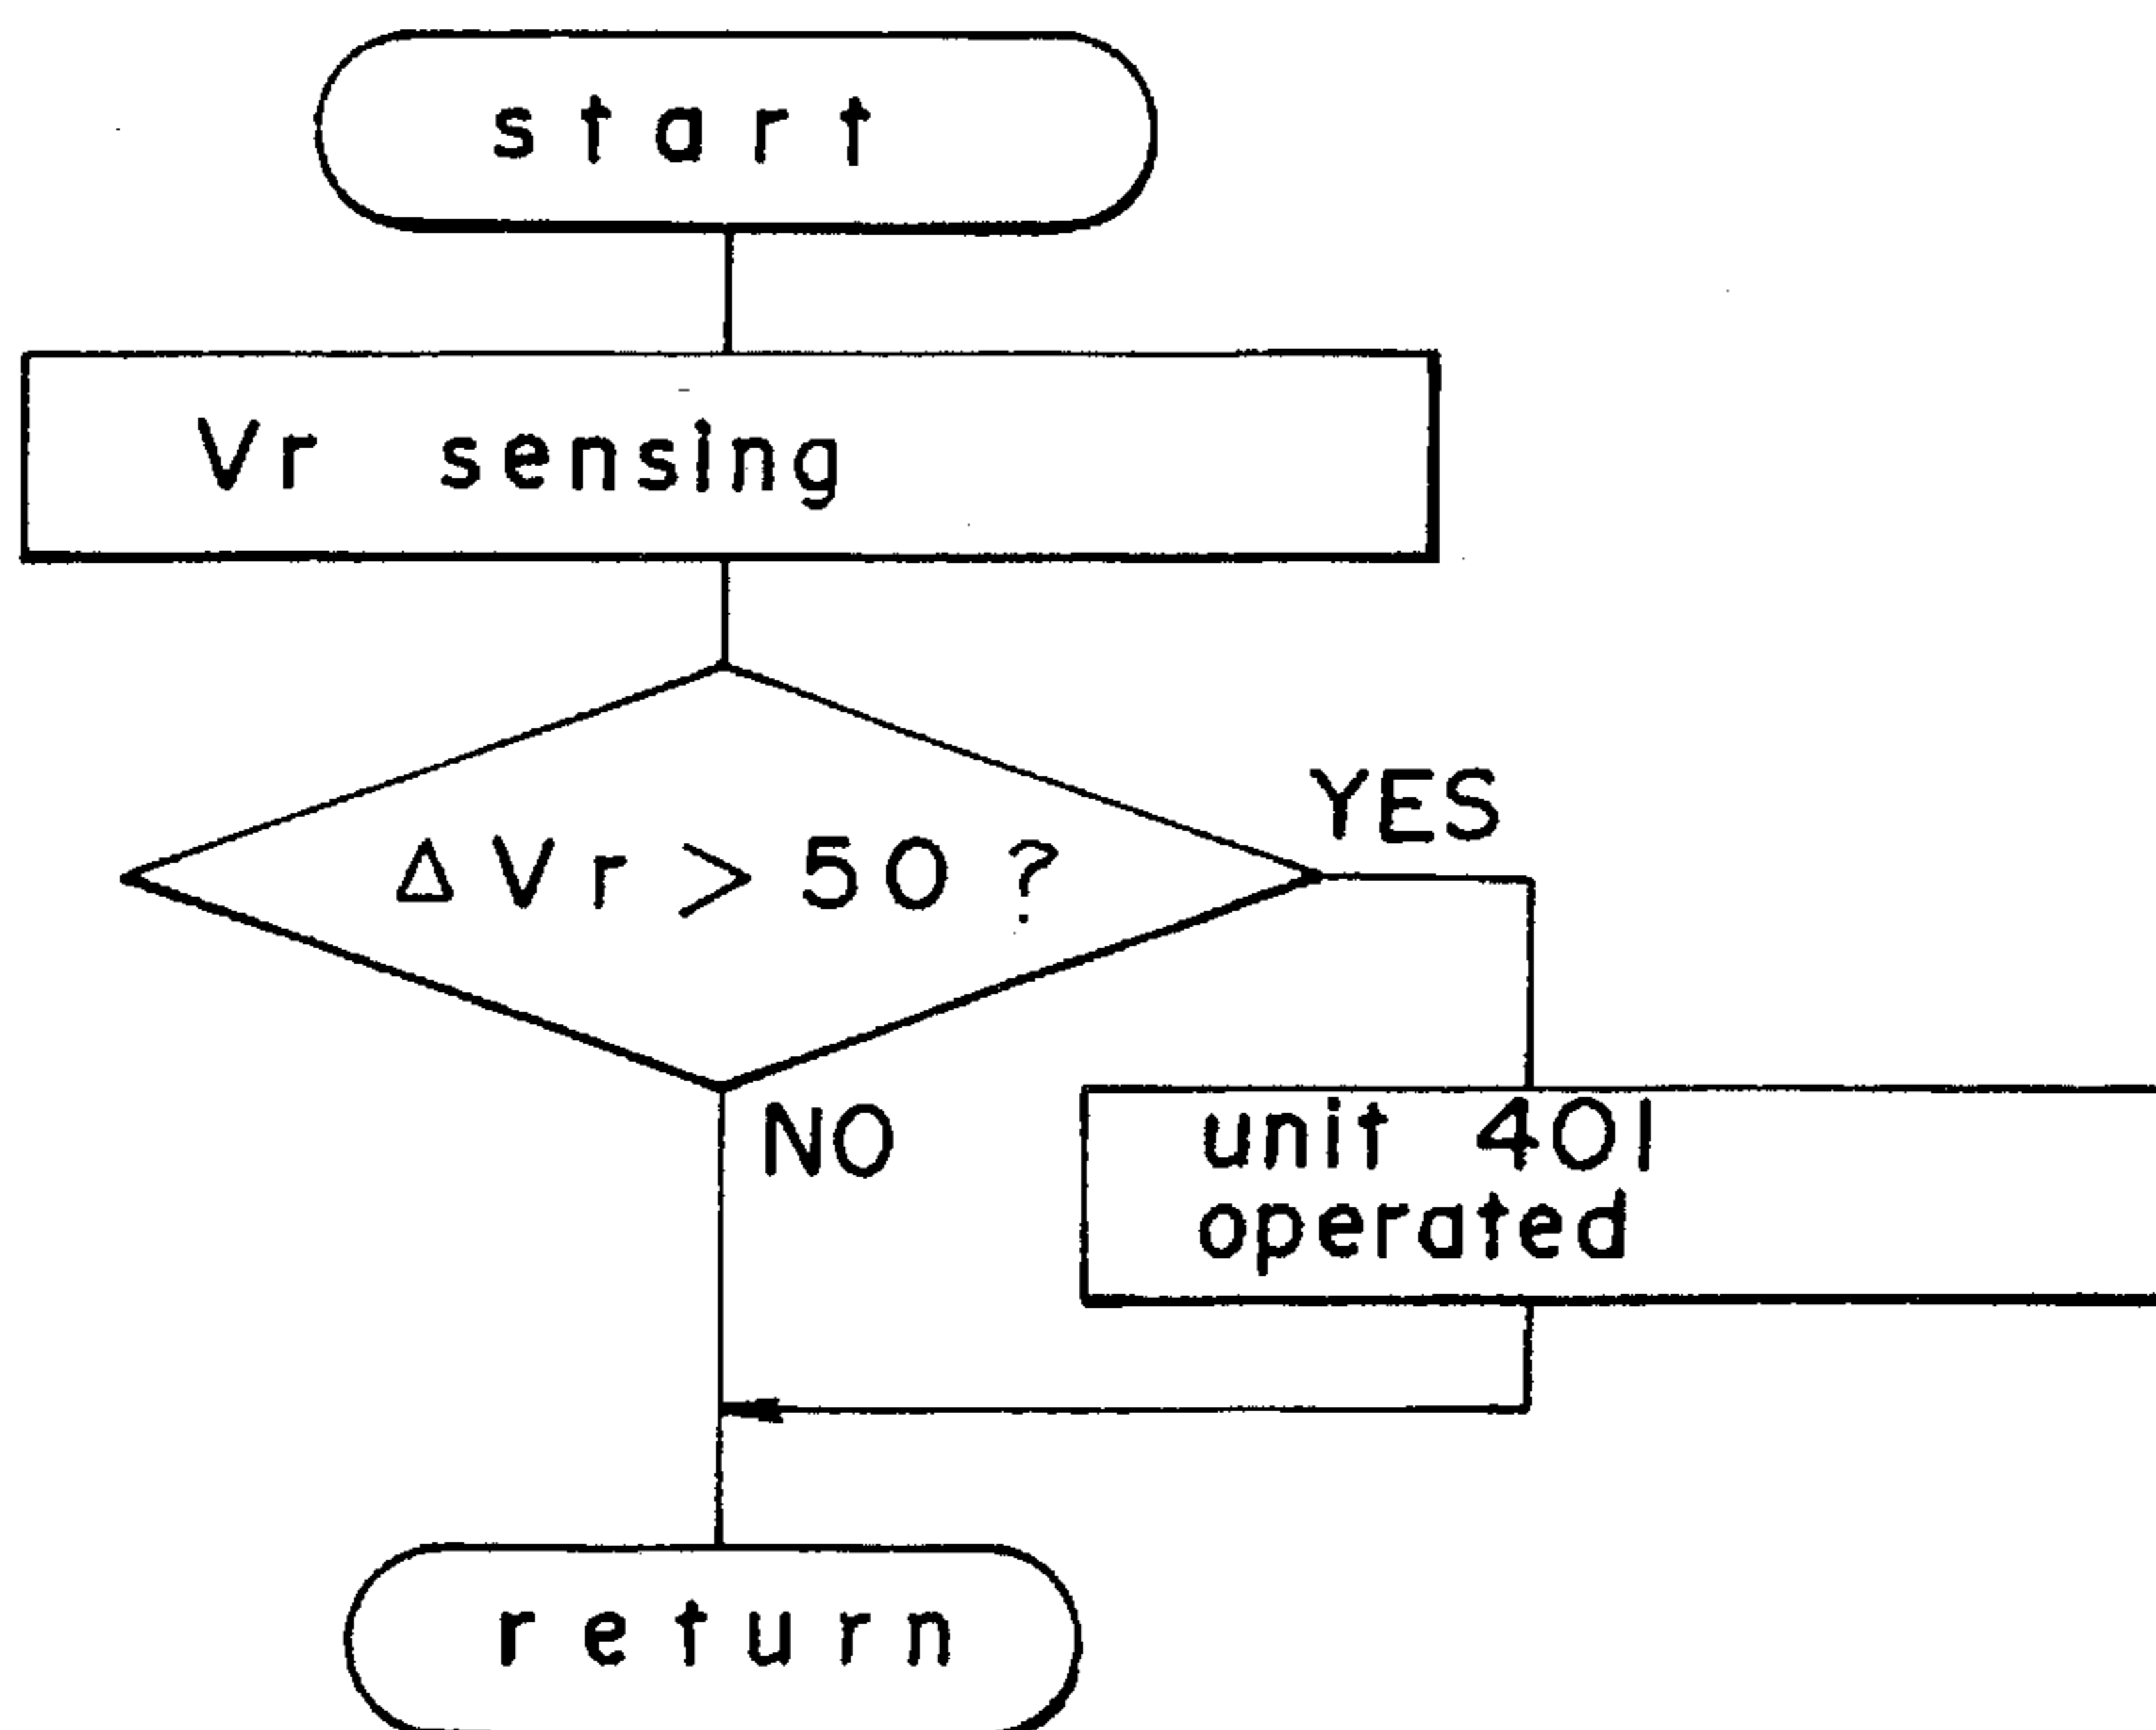 start
Vr sensing
ΔVr>50?
YES
NO
unit 401
operated
return